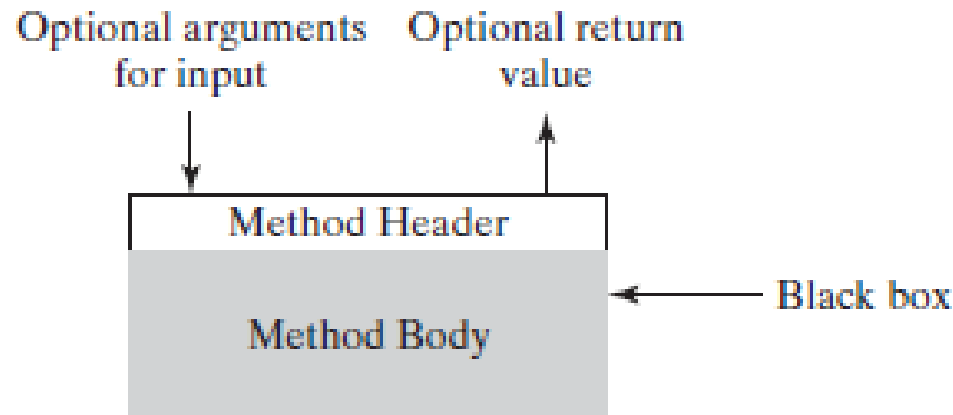 Optional arguments
for input
Optional return
value
Method Header
Black box
Method Body